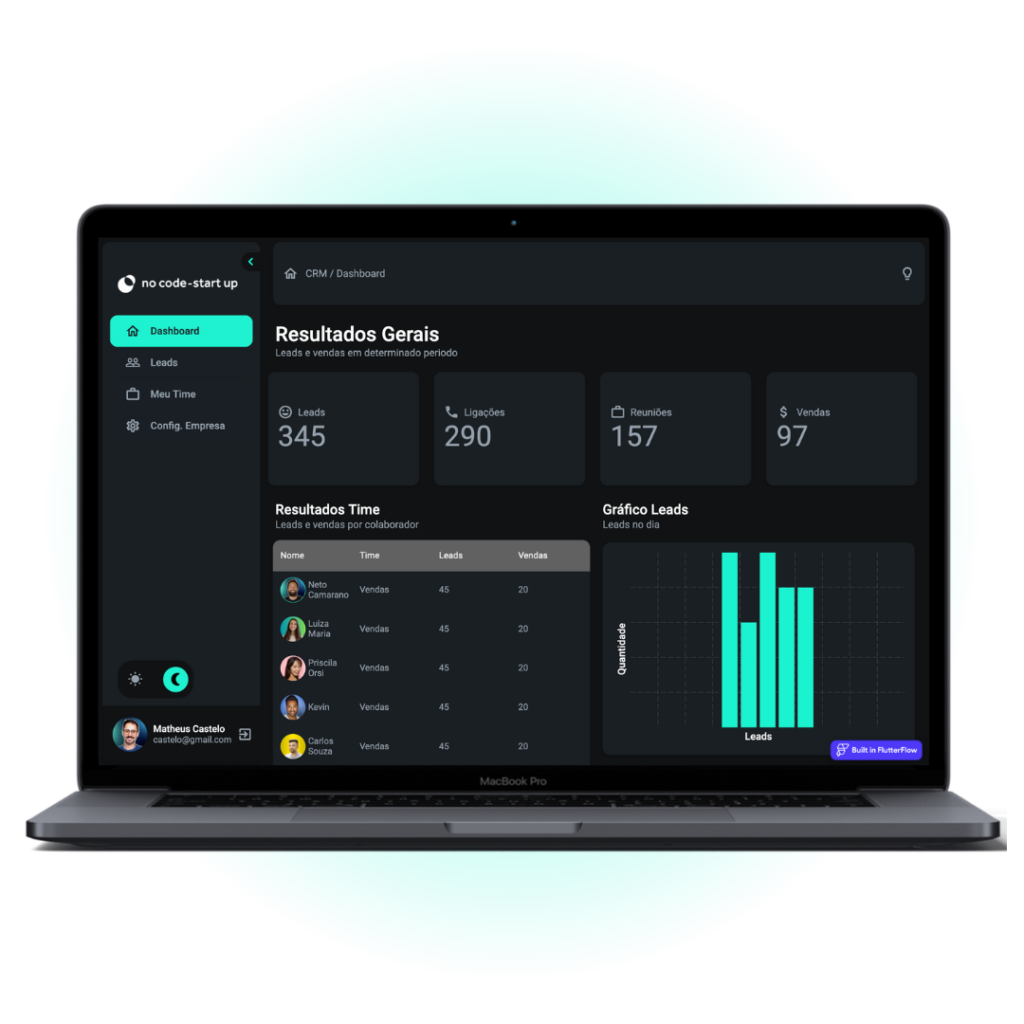 no code-start up
Dashboard
Leads
Meu Time
Config. Empresa
Matheus Castelo
castelo@gmail.com
CRM / Dashboard
Resultados Gerais
Leads e vendas em determinado periodo
Leads
345
Ligações
290
Reuniões
157
Vendas
97
Resultados Time
Leads e vendas por colaborador
Nome Time Leads Vendas
Neto
Camarano Vendas 45 20
Luiza
Maria Vendas 45 20
Priscila
Orsi Vendas 45 20
Kevin Vendas 45 20
Carlos
Souza Vendas 45 20
Gráfico Leads
Leads no dia
Quantidade
Leads
Built in FlutterFlow
MacBook Pro